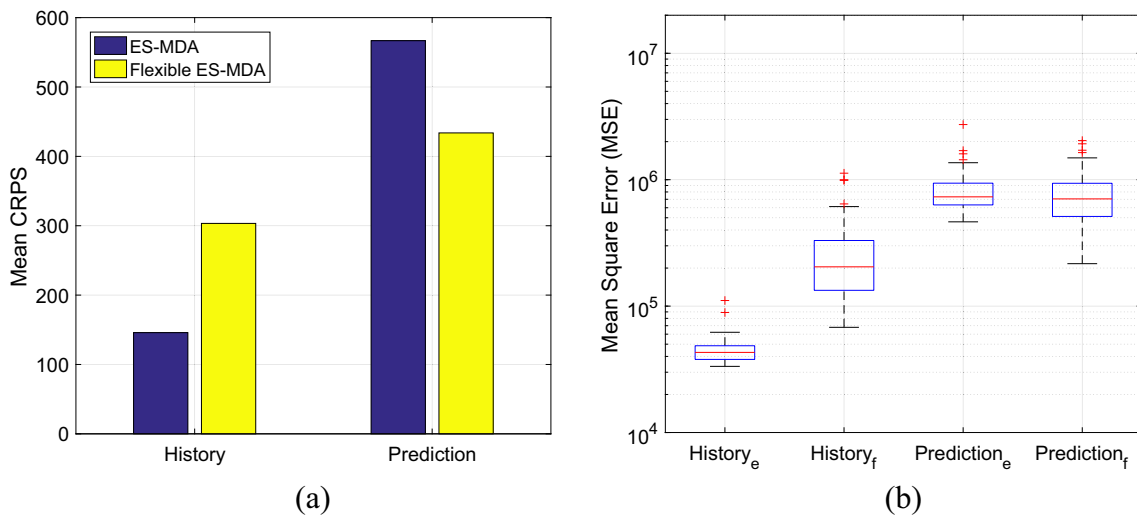 600
500
400
300
200
100
0
Mean CRPS
ES-MDA
Flexible ES-MDA
History
Prediction
(a)
10^7
10^6
10^5
10^4
Mean Square Error (MSE)
History_e
History_f
Prediction_e
Prediction_f
(b)